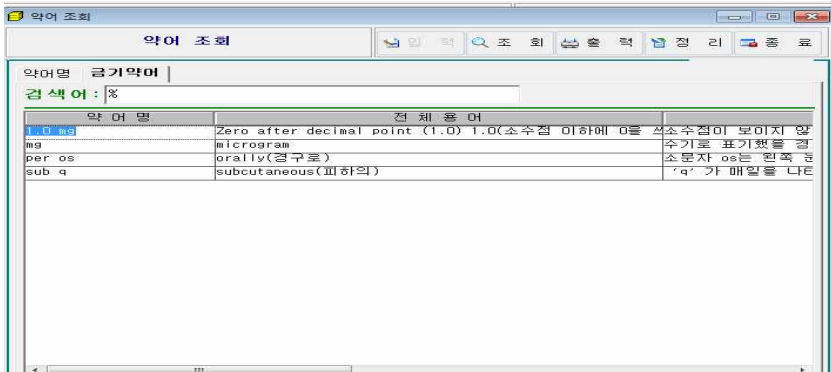 약어 조회
약어 조회 입 력 조 회 출 력 정 리 종 료
약어명 금기약어
검색어 : %
약 어 명 전 체 용 어
1.0 mg Zero after decimal point (1.0) 1.0(소수점 이하에 0을 쓰 소수점이 보이지 않
mg microgram 수기로 표기했을 경
per os orally(경구로) 소문자 os는 왼쪽 눈
sub q subcutaneous(피하의) 'q' 가 매일을 나타